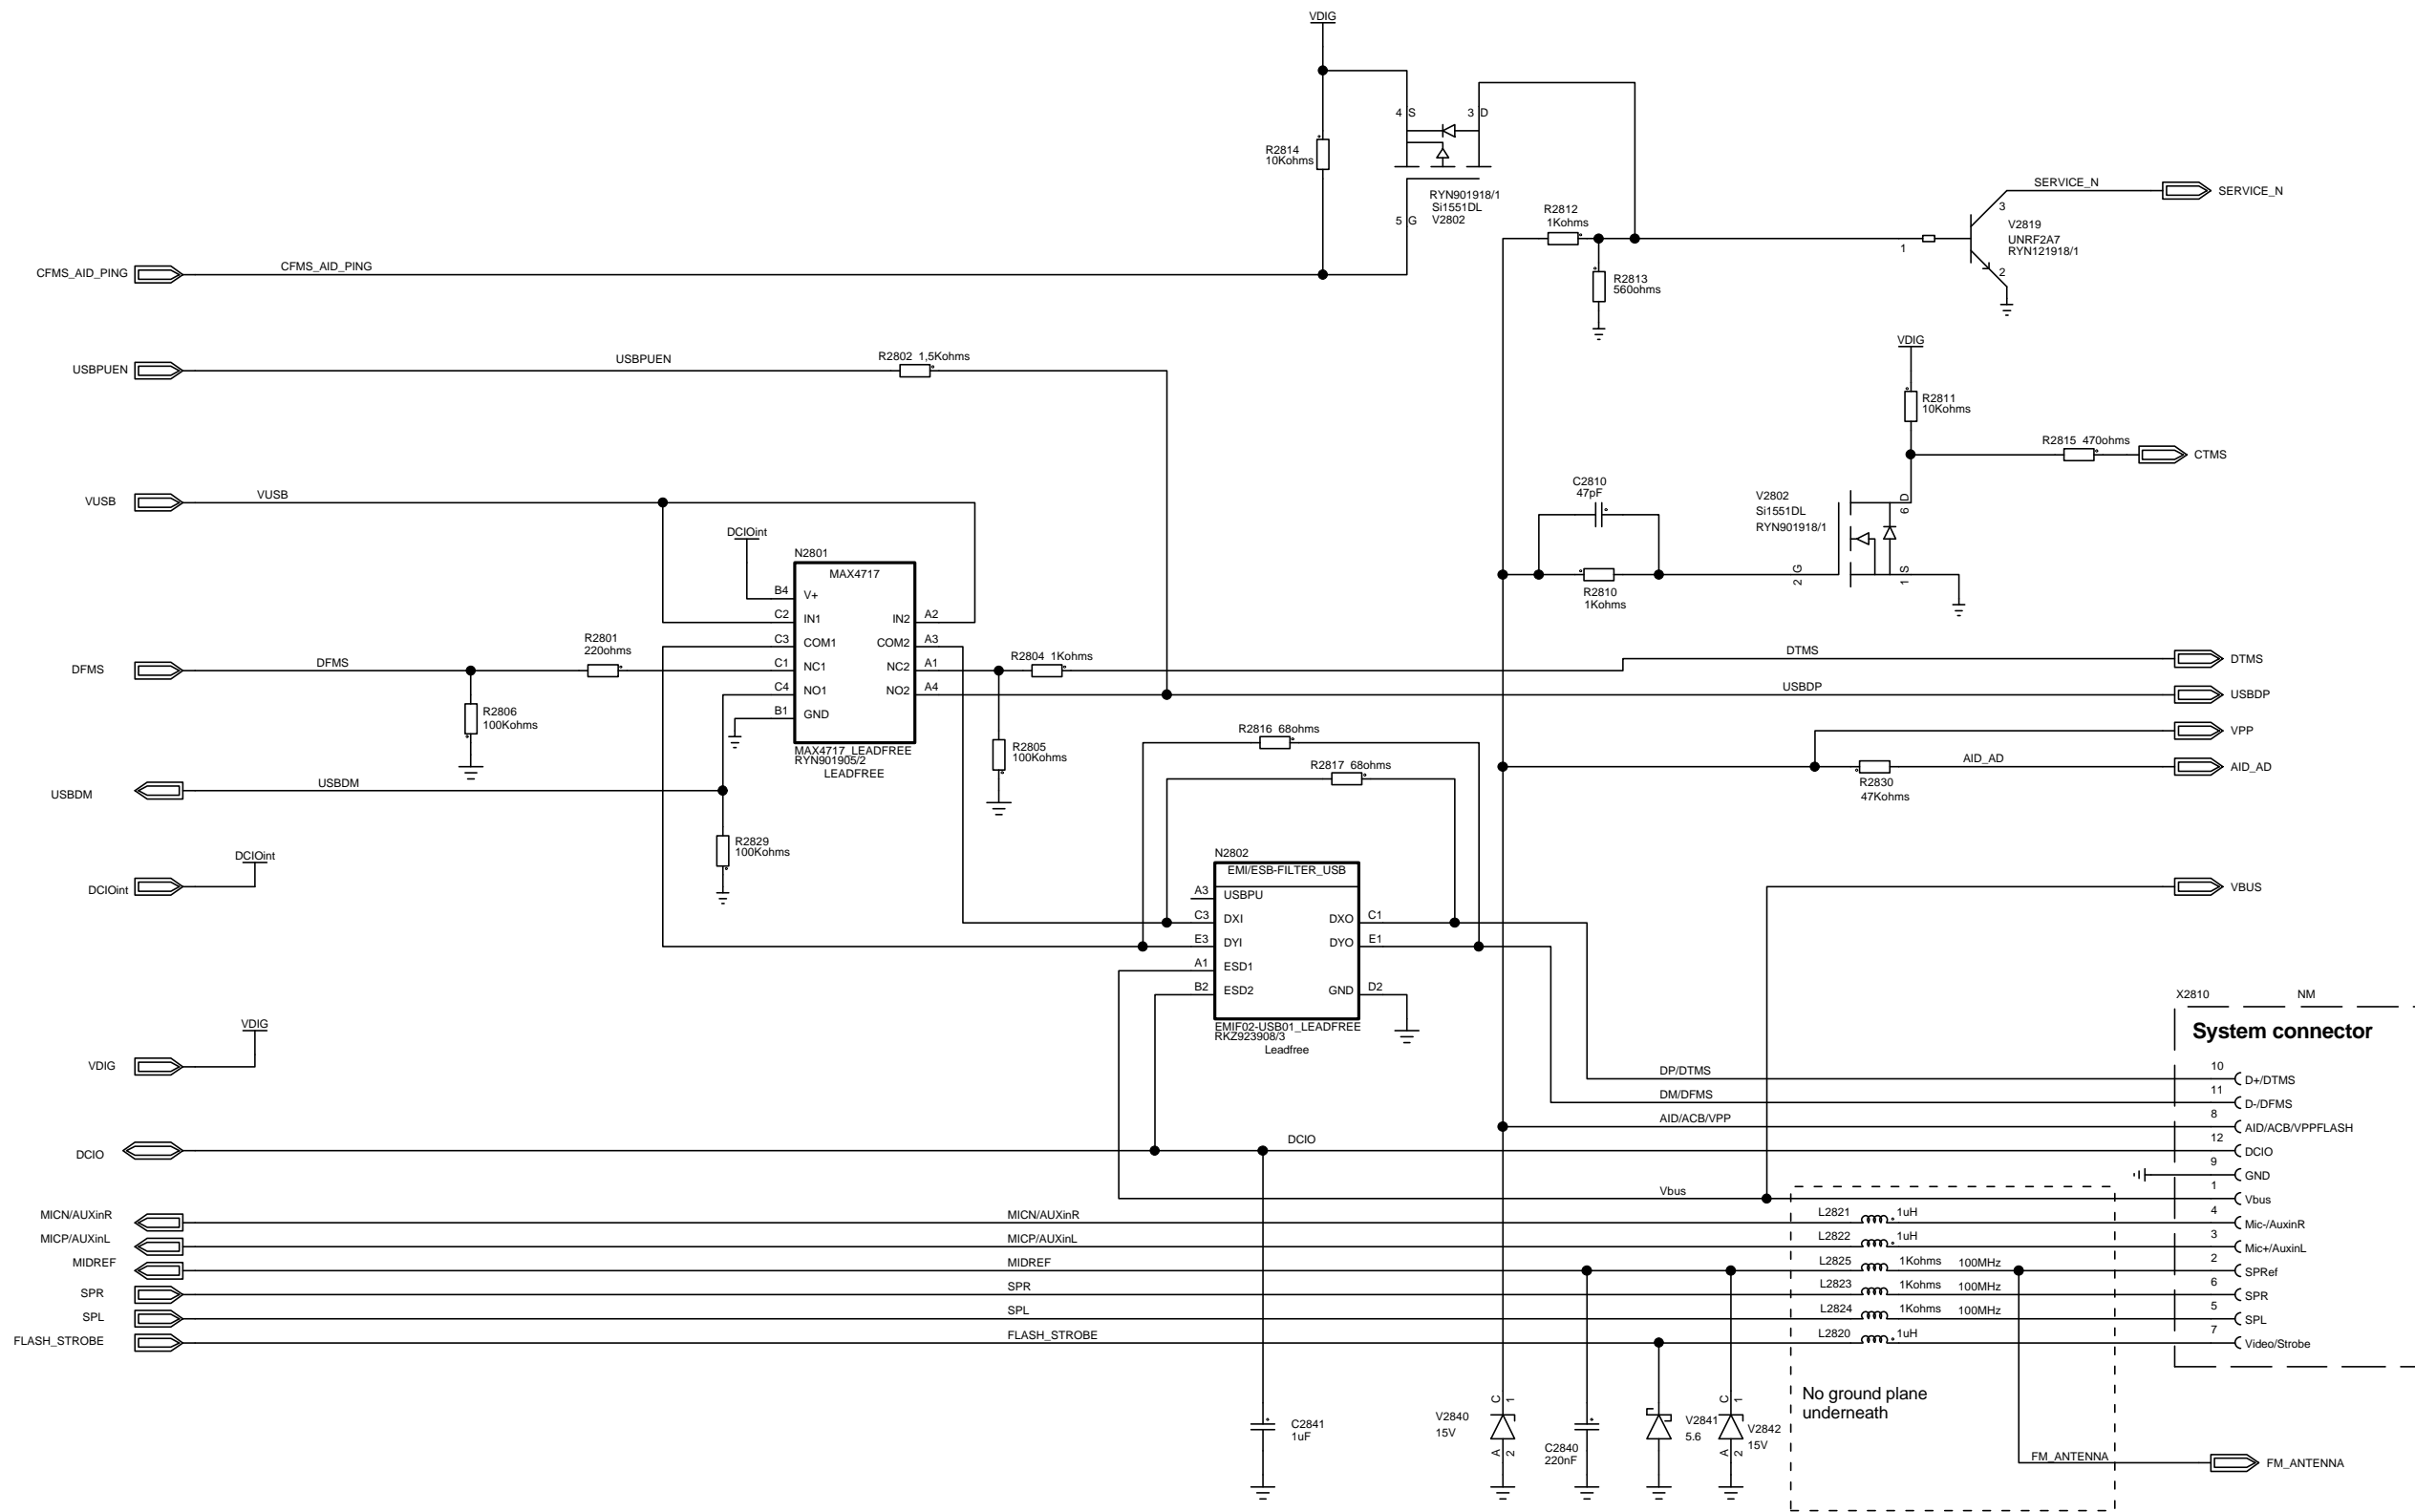 VDIG
4 S
3 D
R2814
10Kohms
RYN901918/1
Si1551DL
V2802
5 G
R2812
1Kohms
SERVICE_N
SERVICE_N
3
V2819
UNRF2A7
RYN121918/1
1
2
CFMS_AID_PING
CFMS_AID_PING
R2813
560ohms
USBPUEN
USBPUEN
R2802 1,5Kohms
VDIG
R2811
10Kohms
R2815 470ohms
CTMS
VUSB
VUSB
C2810
47pF
V2802
Si1551DL
RYN901918/1
6 D
2 G
1 S
R2810
1Kohms
DCIOint
N2801
MAX4717
B4 V+
C2 IN1 IN2 A2
C3 COM1 COM2 A3
C1 NC1 NC2 A1
C4 NO1 NO2 A4
B1 GND
MAX4717_LEADFREE
RYN901905/2
LEADFREE
DFMS
DFMS
R2801
220ohms
R2804 1Kohms
DTMS
DTMS
USBDP
USBDP
R2806
100Kohms
R2805
100Kohms
R2816 68ohms
R2817 68ohms
VPP
AID_AD
AID_AD
R2830
47Kohms
USBDM
USBDM
R2829
100Kohms
DCIOint
DCIOint
N2802
EMI/ESB-FILTER_USB
A3 USBPU
C3 DXI DXO C1
E3 DYI DYO E1
A1 ESD1
B2 ESD2 GND D2
EMIF02-USB01_LEADFREE
RKZ923908/3
Leadfree
VBUS
VDIG
VDIG
X2810 NM
System connector
DP/DTMS 10 D+/DTMS
DM/DFMS 11 D-/DFMS
AID/ACB/VPP 8 AID/ACB/VPPFLASH
DCIO DCIO 12 DCIO
9 GND
Vbus 1 Vbus
MICN/AUXinR MICN/AUXinR L2821 1uH 4 Mic-/AuxinR
MICP/AUXinL MICP/AUXinL L2822 1uH 3 Mic+/AuxinL
MIDREF MIDREF L2825 1Kohms 100MHz 2 SPRef
SPR SPR L2823 1Kohms 100MHz 6 SPR
SPL SPL L2824 1Kohms 100MHz 5 SPL
FLASH_STROBE FLASH_STROBE L2820 1uH 7 Video/Strobe
No ground plane
underneath
C2841
1uF
C 1
V2840
15V
A 2
C2840
220nF
V2841
5.6
C 1
V2842
15V
A 2
FM_ANTENNA
FM_ANTENNA